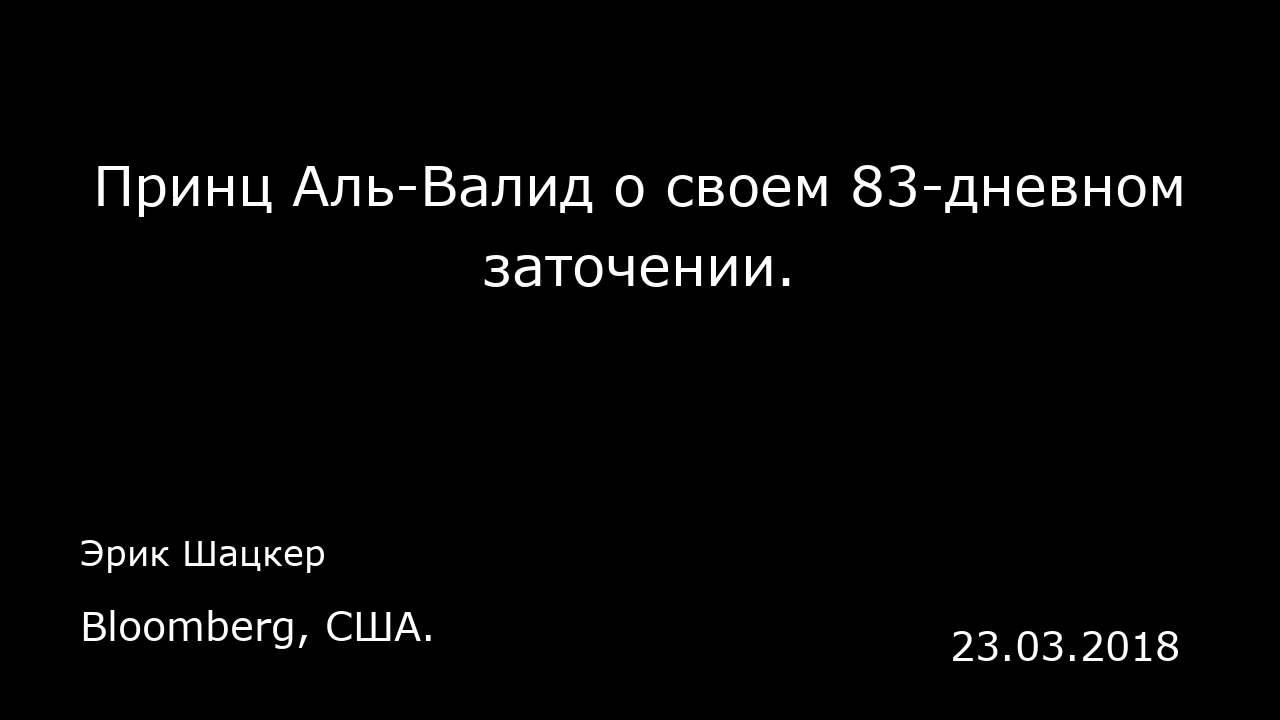 Принц Аль-Валид о своем 83-дневном
заточении.
Эрик Шацкер
Bloomberg, США.
23.03.2018